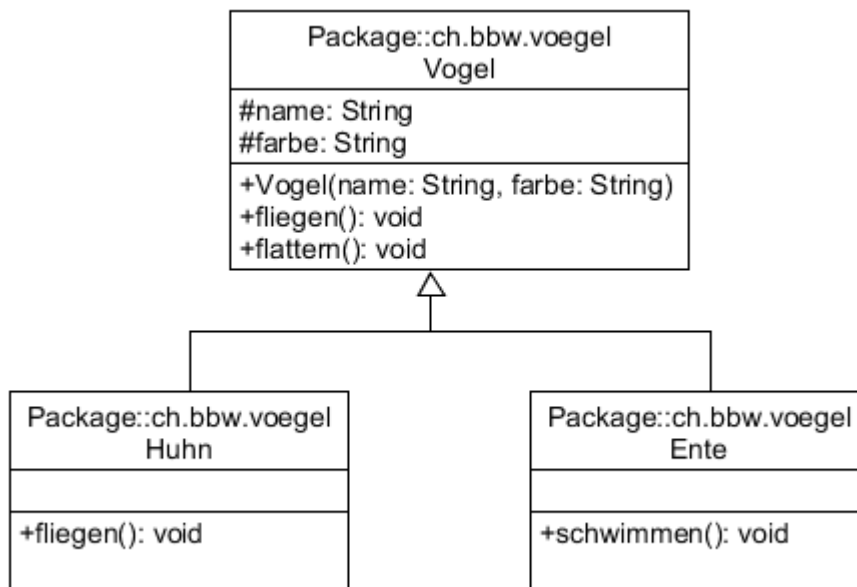 Package::ch.bbw.voegel
Vogel
#name: String
#farbe: String
+Vogel(name: String, farbe: String)
+fliegen(): void
+flattern(): void
Package::ch.bbw.voegel
Huhn
+fliegen(): void
Package::ch.bbw.voegel
Ente
+schwimmen(): void